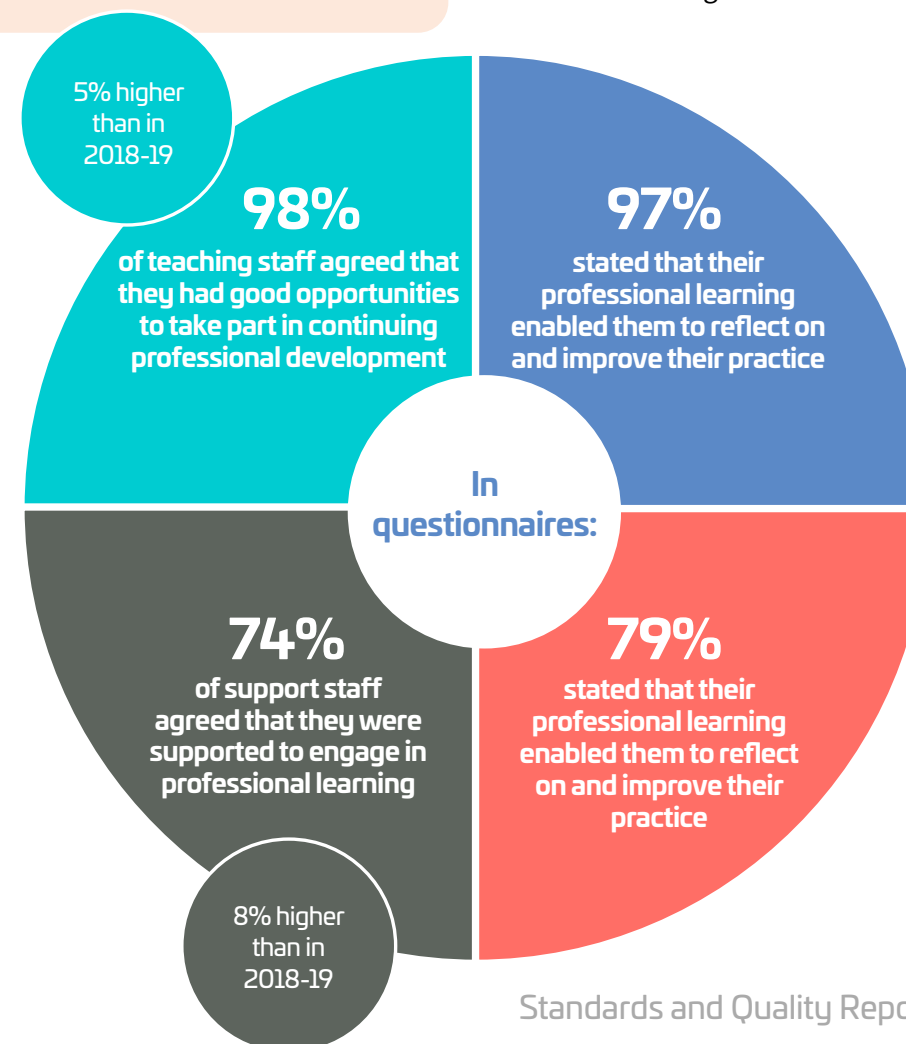 5% higher
than in
2018-19
98%
of teaching staff agreed that
they had good opportunities
to take part in continuing
professional development
97%
stated that their
professional learning
enabled them to reflect on
and improve their practice
In
questionnaires:
74%
of support staff
agreed that they were
supported to engage in
professional learning
79%
stated that their
professional learning
enabled them to reflect
on and improve their
practice
8% higher
than in
2018-19
Standards and Quality